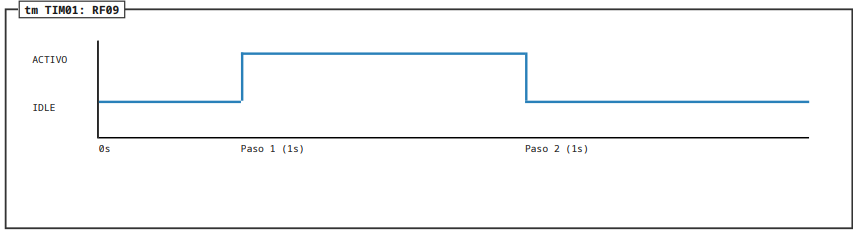 tm TIM01: RF09
ACTIVO
IDLE
0s
Paso 1 (1s)
Paso 2 (1s)